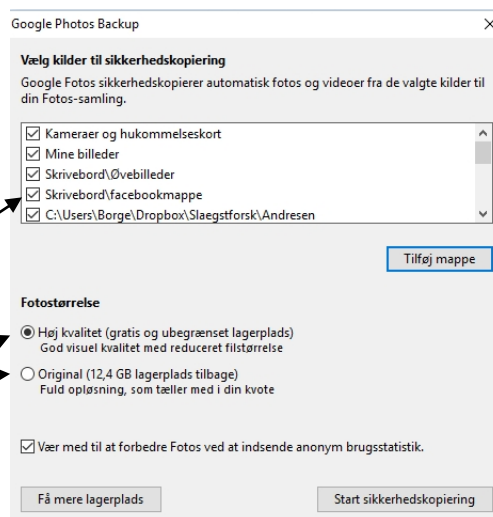 Google Photos Backup
Vælg kilder til sikkerhedskopiering
Google Fotos sikkerhedskopierer automatisk fotos og videoer fra de valgte kilder til
din Fotos-samling.
Kameraer og hukommelseskort
Mine billeder
Skrivebord\Øvebilleder
Skrivebord\facebookmappe
C:\Users\Borge\Dropbox\Slaegstforsk\Andresen
Tilføj mappe
Fotostørrelse
Høj kvalitet (gratis og ubegrænset lagerplads)
God visuel kvalitet med reduceret filstørrelse
Original (12,4 GB lagerplads tilbage)
Fuld opløsning, som tæller med i din kvote
Vær med til at forbedre Fotos ved at indsende anonym brugsstatistik.
Få mere lagerplads
Start sikkerhedskopiering